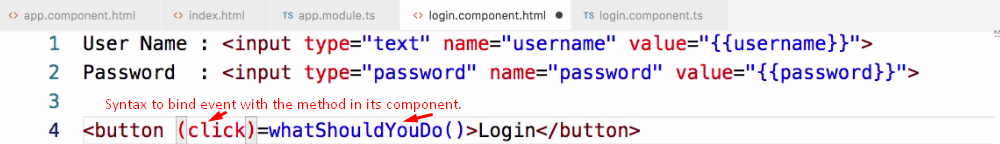 <> app.component.html <> index.html TS app.module.ts <> login.component.html ● TS login.component.ts
1 User Name : <input type="text" name="username" value="{{username}}">
2 Password  : <input type="password" name="password" value="{{password}}">
3
Syntax to bind event with the method in its component.
4 <button (click)=whatShouldYouDo()>Login</button>